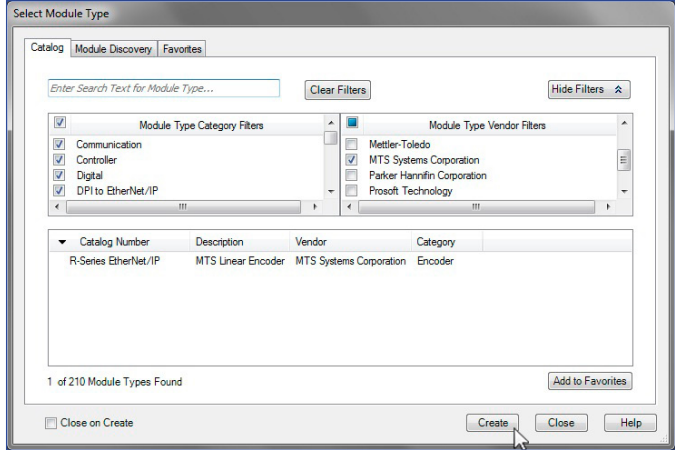 Select Module Type
Catalog Module Discovery Favorites
Enter Search Text for Module Type... Clear Filters Hide Filters
Module Type Category Filters Module Type Vendor Filters
Communication Mettler-Toledo
Controller MTS Systems Corporation
Digital Parker Hannifin Corporation
DPI to EtherNet/IP Prosoft Technology
Catalog Number Description Vendor Category
R-Series EtherNet/IP MTS Linear Encoder MTS Systems Corporation Encoder
1 of 210 Module Types Found Add to Favorites
Close on Create Create Close Help